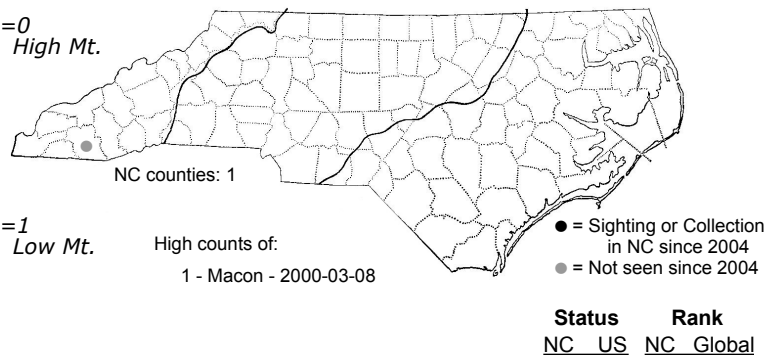 =0
High Mt.
NC counties: 1
=1
Low Mt.
High counts of:
1 - Macon - 2000-03-08
● = Sighting or Collection
in NC since 2004
● = Not seen since 2004
Status Rank
NC US NC Global